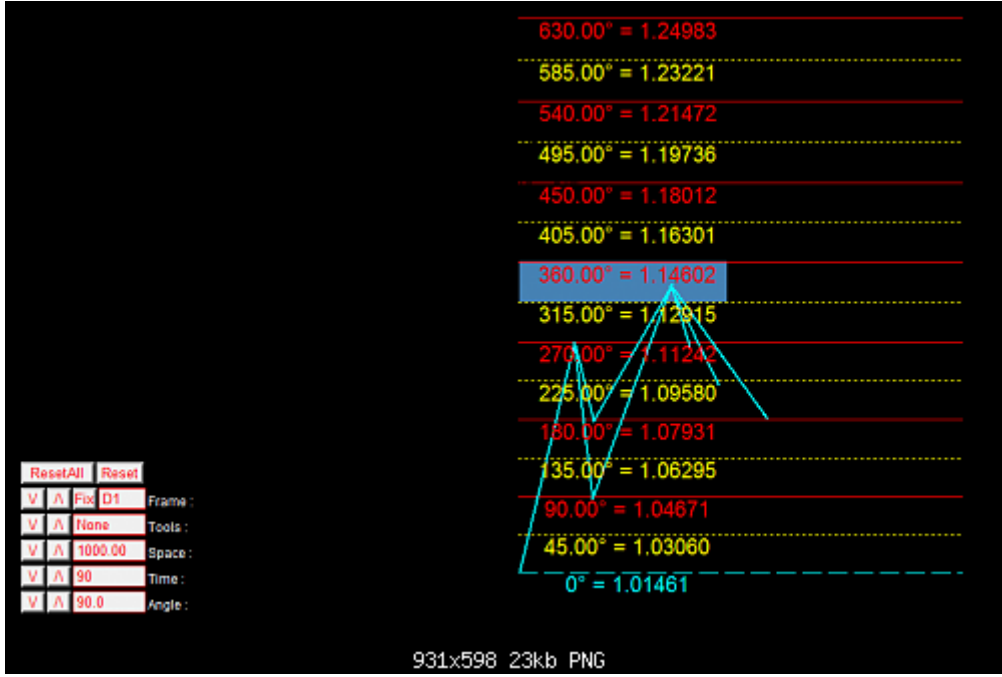 630.00° = 1.24983
585.00° = 1.23221
540.00° = 1.21472
495.00° = 1.19736
450.00° = 1.18012
405.00° = 1.16301
360.00° = 1.14602
315.00° = 1.12915
270.00° = 1.11242
225.00° = 1.09580
180.00° = 1.07931
135.00° = 1.06295
90.00° = 1.04671
45.00° = 1.03060
0° = 1.01461
ResetAll Reset
V Λ Fix D1 Frame :
V Λ None Tools :
V Λ 1000.00 Space :
V Λ 90 Time :
V Λ 90.0 Angle :
931x598 23kb PNG